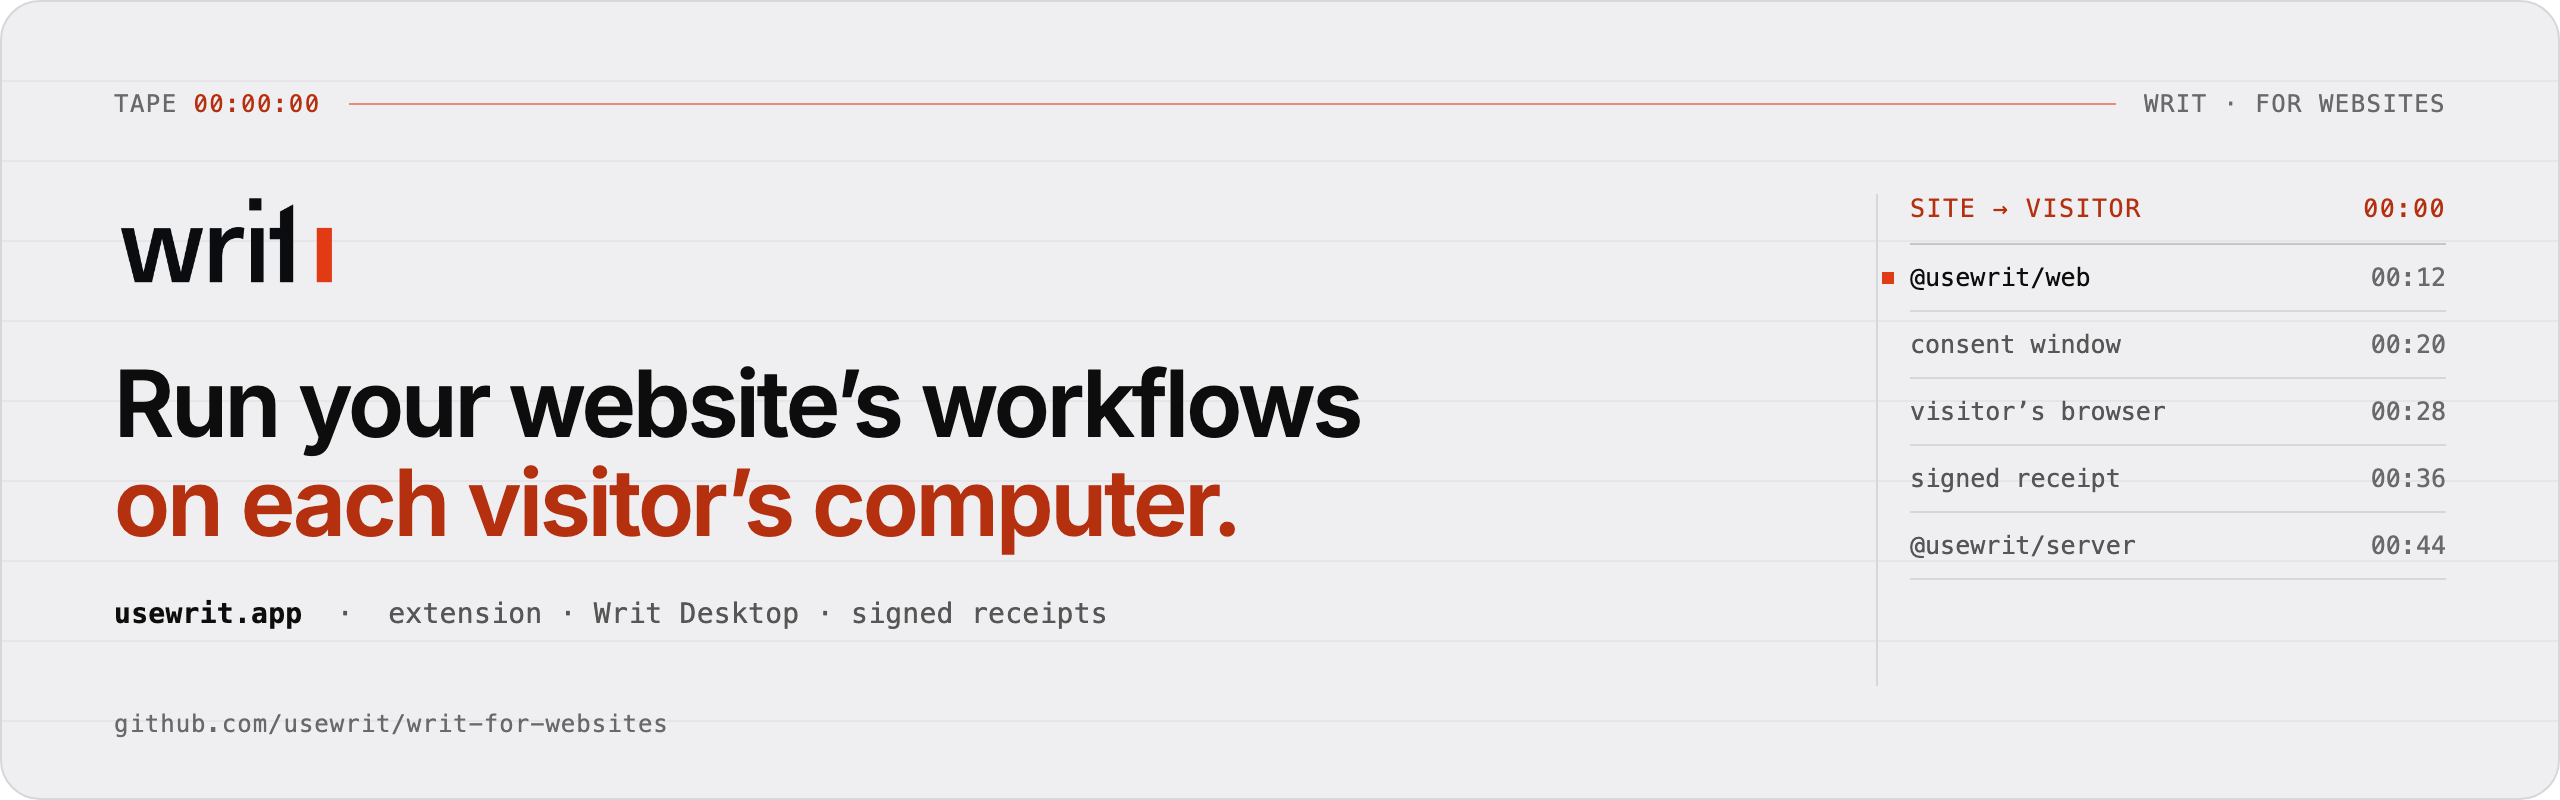 TAPE 00:00:00 WRIT · FOR WEBSITES
writ
Run your website’s workflows
on each visitor’s computer.
usewrit.app · extension · Writ Desktop · signed receipts
github.com/usewrit/writ-for-websites
SITE → VISITOR 00:00
@usewrit/web 00:12
consent window 00:20
visitor’s browser 00:28
signed receipt 00:36
@usewrit/server 00:44